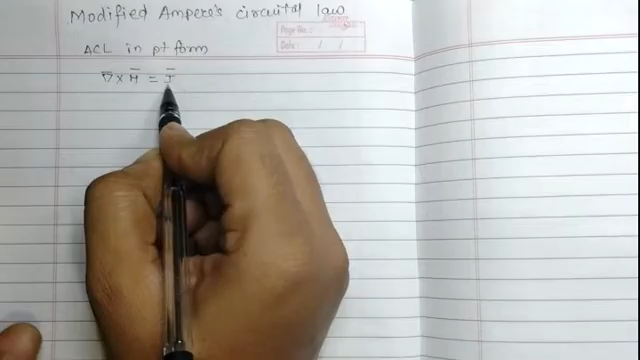 Modified Ampere's circuital law
Page No.:
Date: / /
ACL in pt form
∇̅ × H̅ = J̅